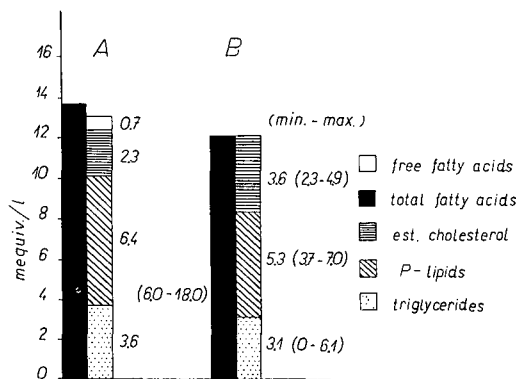 A
B
16
14
12
10
8
6
4
2
0
mequiv./l
0.7
2.3
6,4
3,6
(6,0-18,0)
(min.-max.)
3.6 (2,3-4,9)
5.3 (3,7-7,0)
3,1 (0-6,1)
free fatty acids
total fatty acids
est. cholesterol
P-lipids
triglycerides